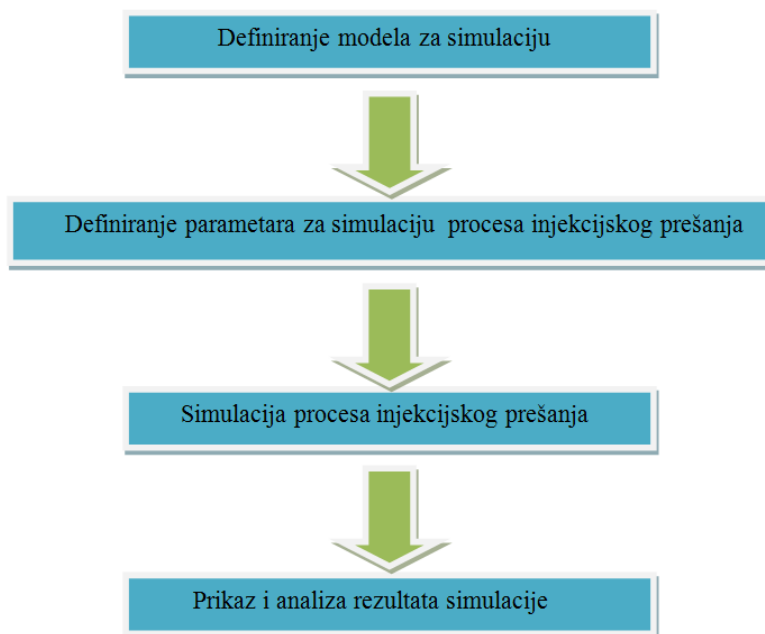 Definiranje modela za simulaciju
Definiranje parametara za simulaciju procesa injekcijskog prešanja
Simulacija procesa injekcijskog prešanja
Prikaz i analiza rezultata simulacije